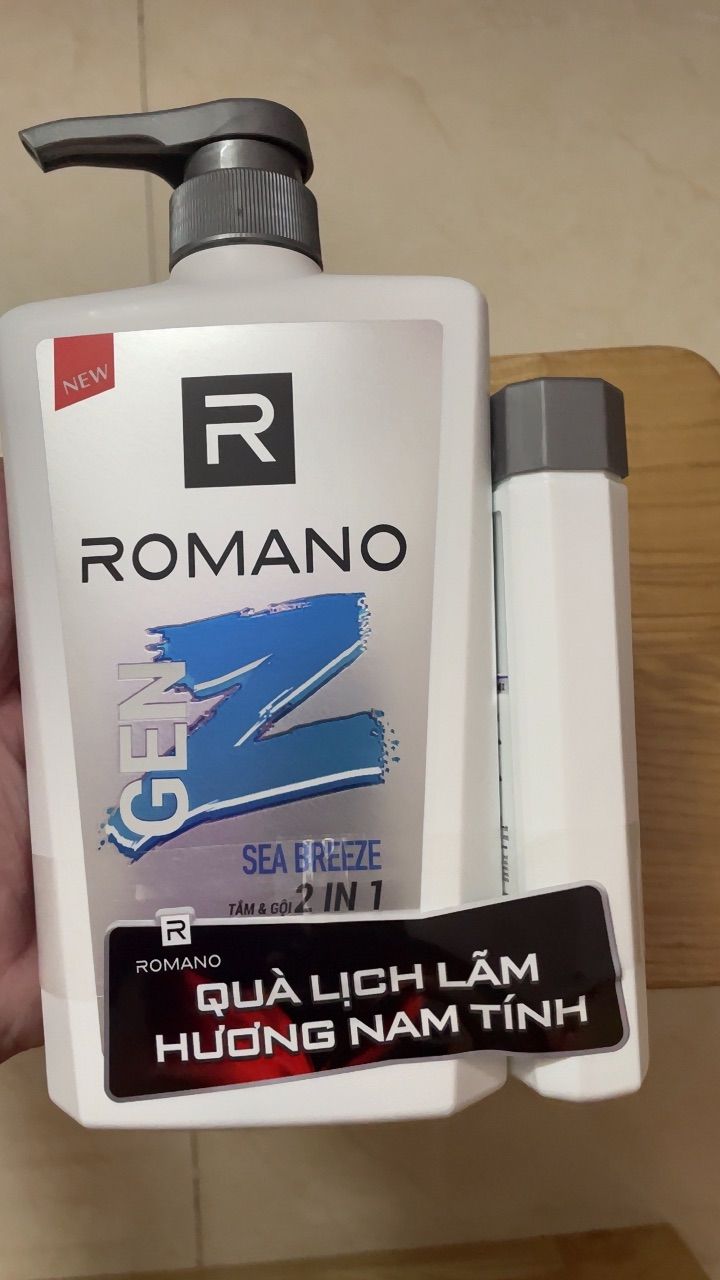 NEW
R
ROMANO
GEN Z
SEA BREEZE
TẮM & GỘI 2 IN 1
R
ROMANO
QUÀ LỊCH LÃM
HƯƠNG NAM TÍNH